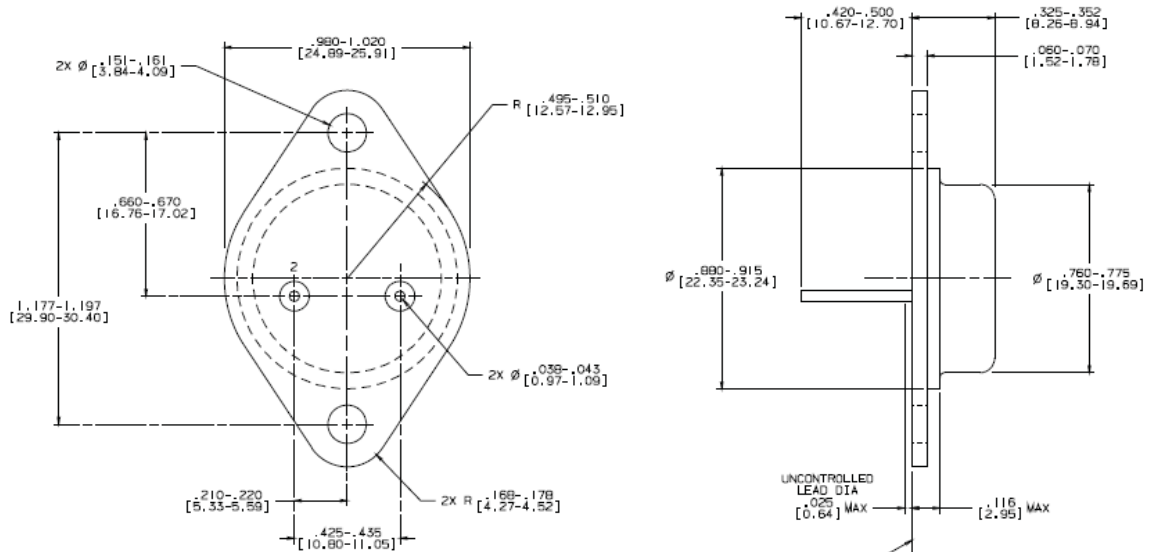 .980-1.020
[24.89-25.91]
2X Ø .151-.161
[3.84-4.09]
R .495-.510
[12.57-12.95]
.660-.670
[16.76-17.02]
1.177-1.197
[29.90-30.40]
2
2X Ø .038-.043
[0.97-1.09]
.210-.220
[5.33-5.59]
2X R .168-.178
[4.27-4.52]
.425-.435
[10.80-11.05]
.420-.500
[10.67-12.70]
.325-.352
[8.26-8.94]
.060-.070
[1.52-1.78]
Ø .880-.915
[22.35-23.24]
Ø .760-.775
[19.30-19.69]
UNCONTROLLED
LEAD DIA
.025
[0.64] MAX
.116
[2.95] MAX